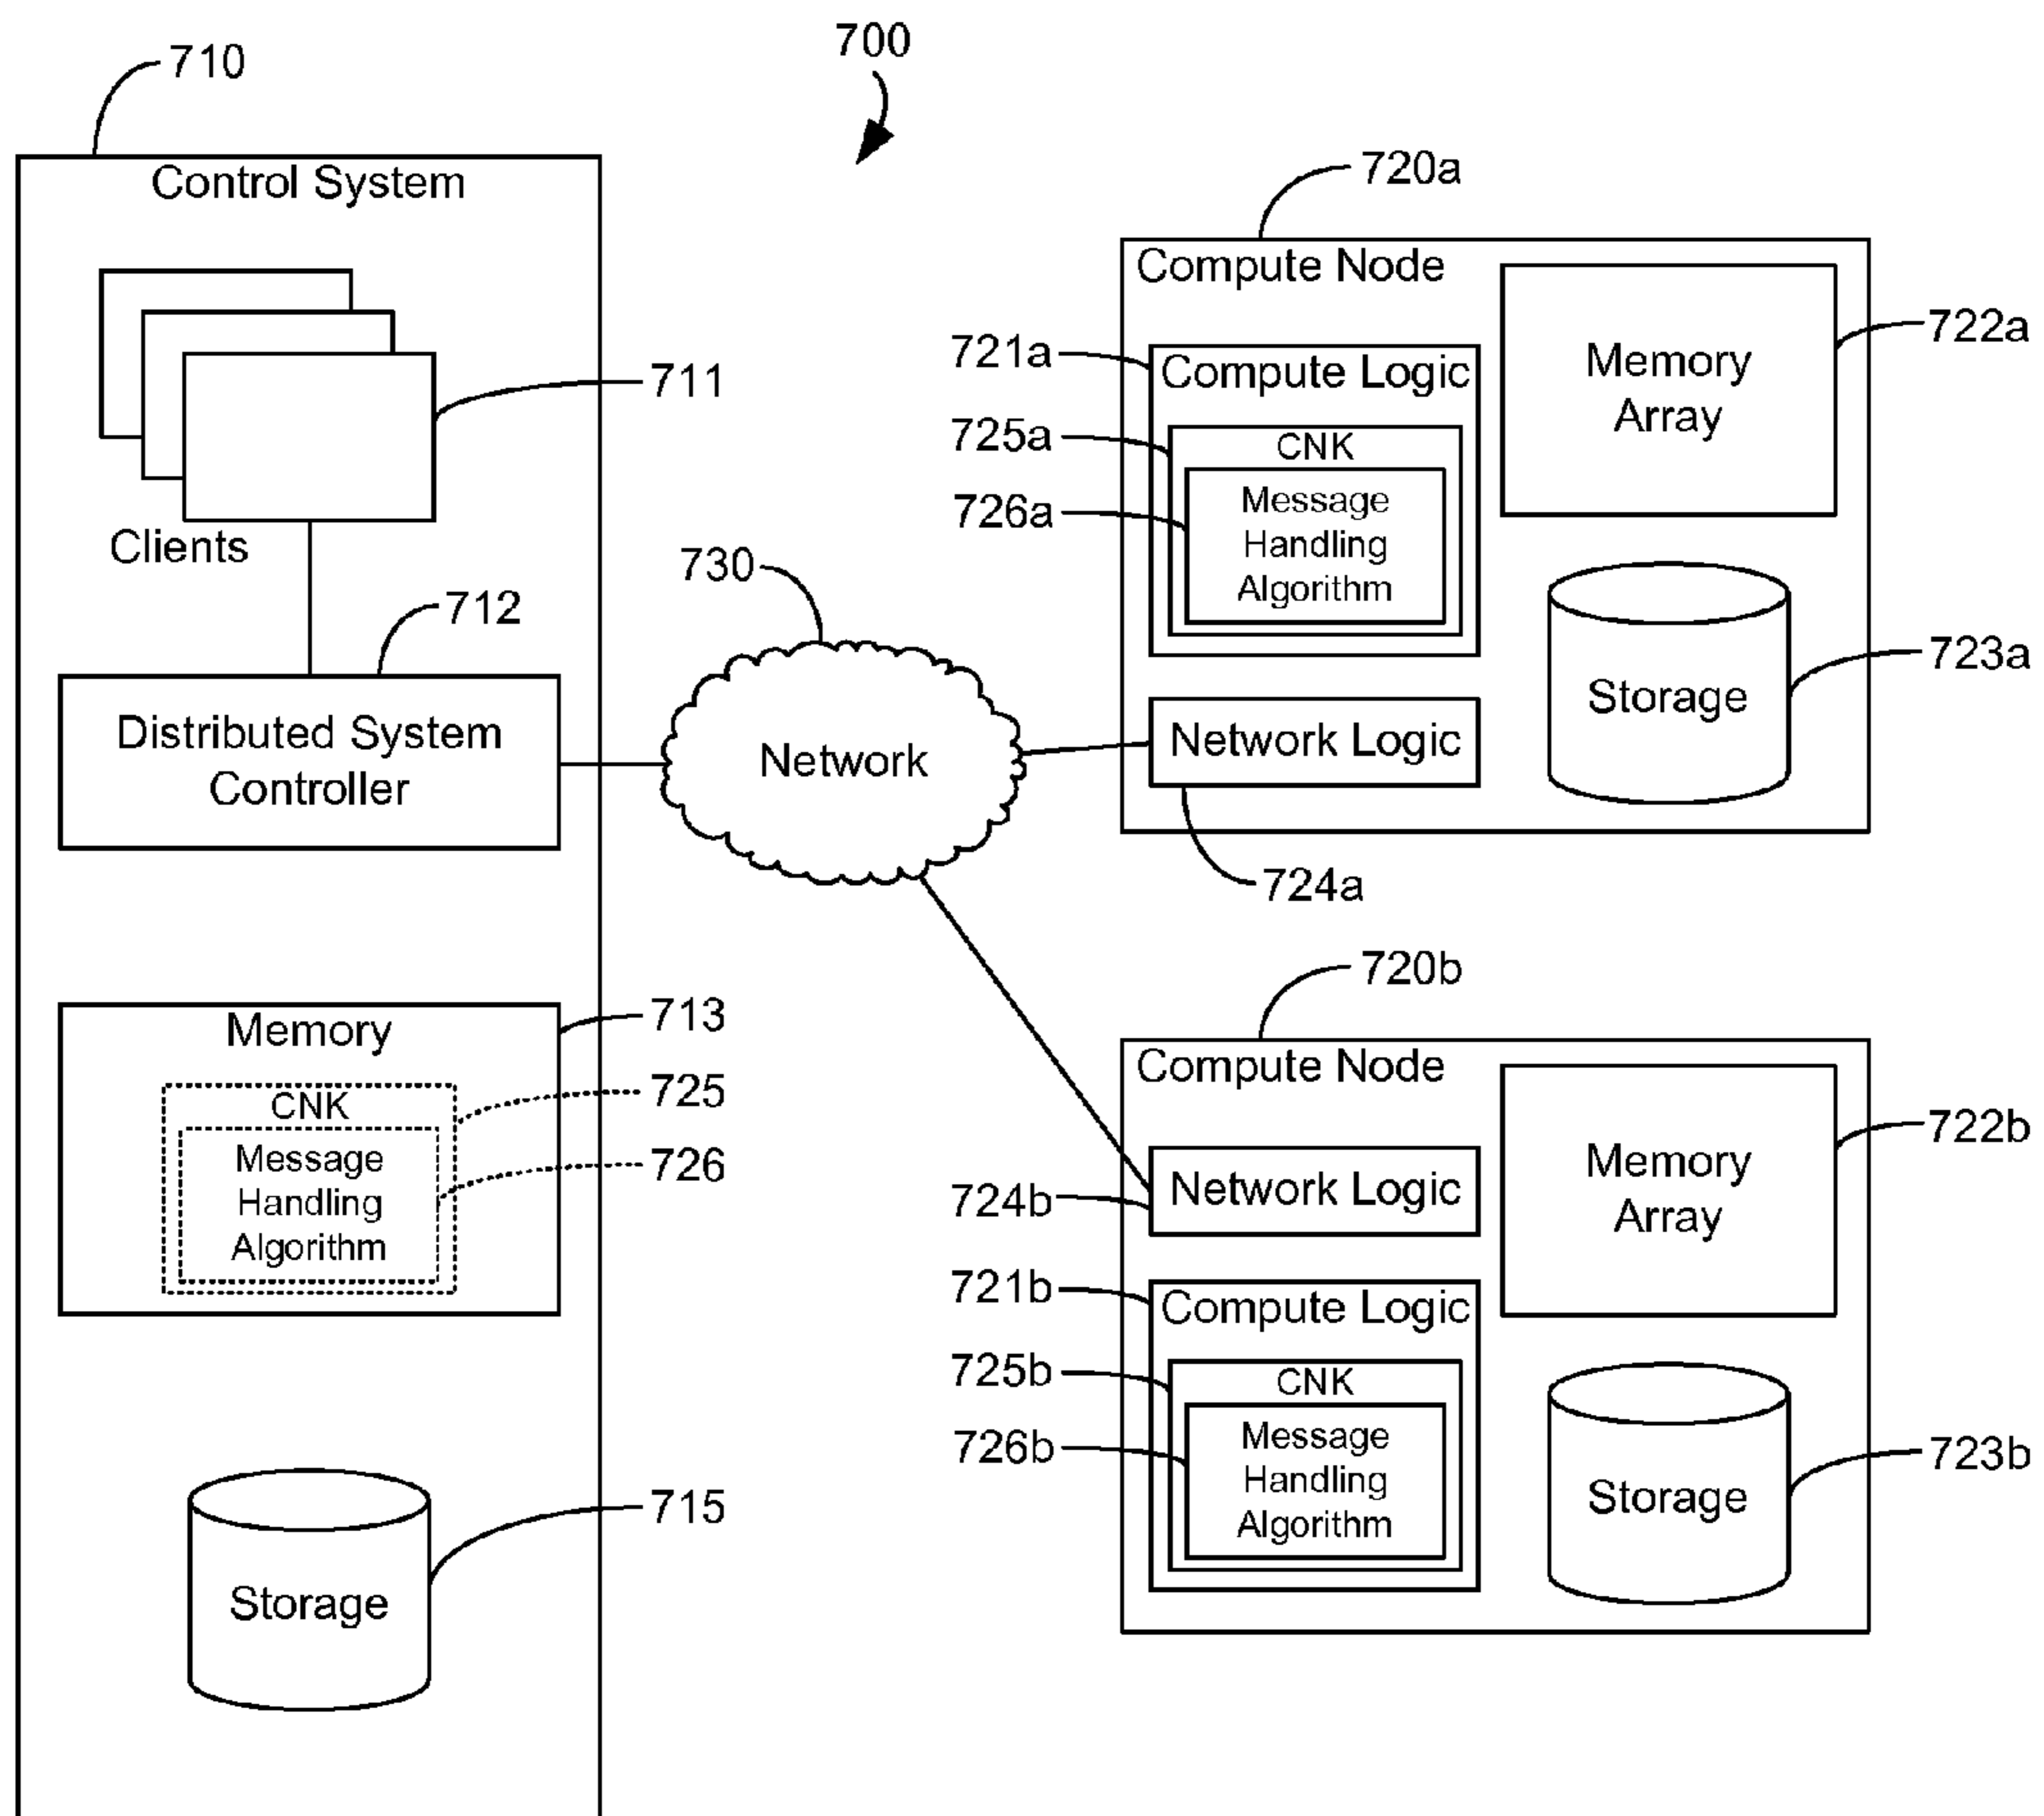 700
710
Control System
711
Clients
712
Distributed System
Controller
Memory
713
CNK
725
Message
Handling
Algorithm
726
Storage
715
730
Network
720a
Compute Node
721a
Compute Logic
725a
CNK
726a
Message
Handling
Algorithm
Memory
Array
722a
Storage
723a
Network Logic
724a
720b
Compute Node
Network Logic
724b
721b
Compute Logic
725b
CNK
726b
Message
Handling
Algorithm
Memory
Array
722b
Storage
723b